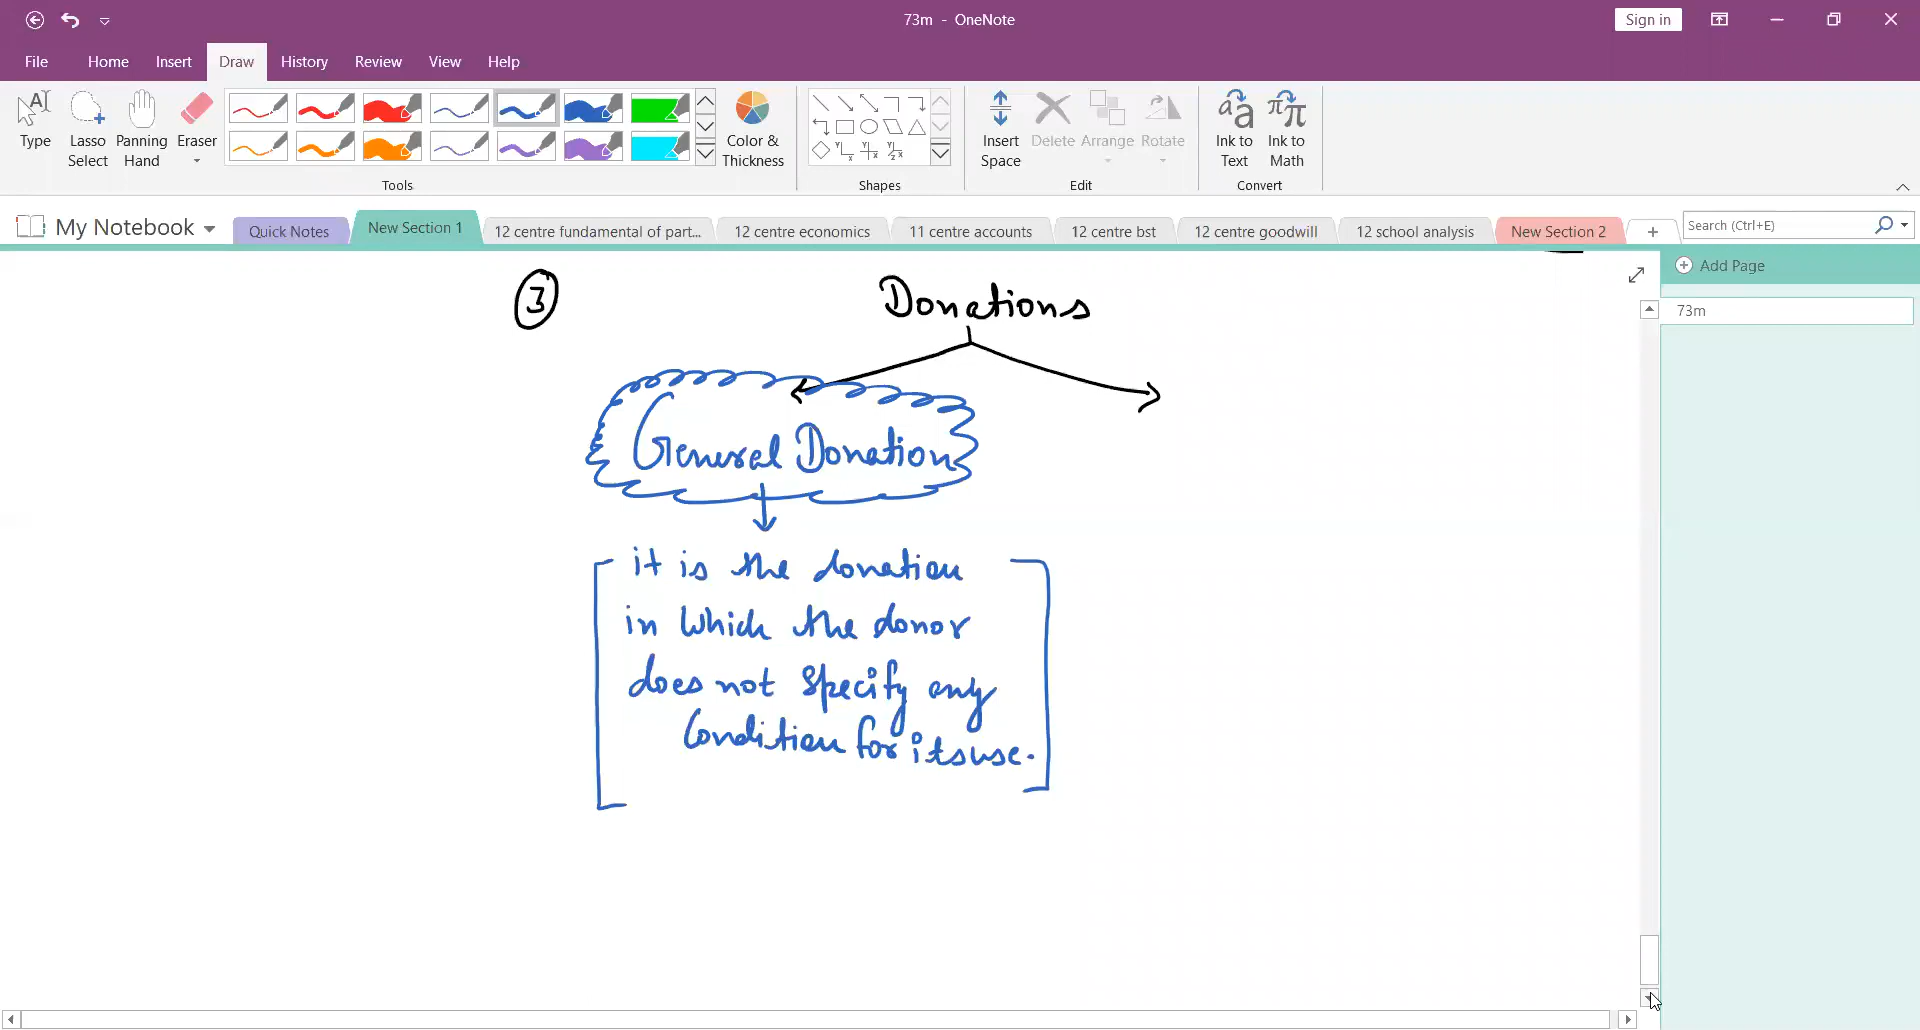 73m - OneNote
Sign in
File Home Insert Draw History Review View Help
Type
Lasso Select
Panning Hand
Eraser
Color & Thickness
Insert Space
Delete
Arrange
Rotate
Ink to Text
Ink to Math
Tools
Shapes
Edit
Convert
My Notebook
Quick Notes
New Section 1
12 centre fundamental of part...
12 centre economics
11 centre accounts
12 centre bst
12 centre goodwill
12 school analysis
New Section 2
Search (Ctrl+E)
Add Page
73m
3 Donations
General Donation
it is the donation
in which the donor
does not specify any
Condition for its use.